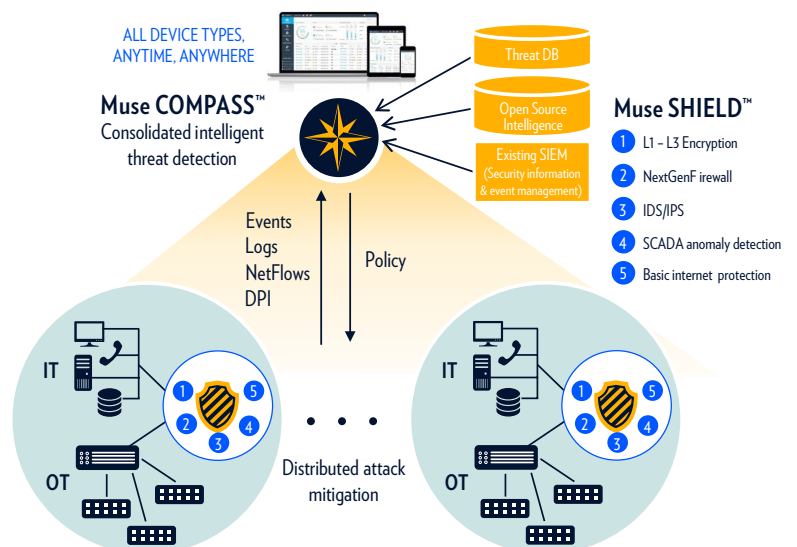 ALL DEVICE TYPES,
ANYTIME, ANYWHERE
Muse COMPASS™
Consolidated intelligent
threat detection
Threat DB
Open Source
Intelligence
Existing SIEM
(Security information
& event management)
Muse SHIELD™
1 L1 – L3 Encryption
2 NextGenF irewall
3 IDS/IPS
4 SCADA anomaly detection
5 Basic internet protection
Events
Logs
NetFlows
DPI
Policy
IT
1
5
2
4
3
OT
• • •
Distributed attack
mitigation
IT
1
5
2
4
3
OT